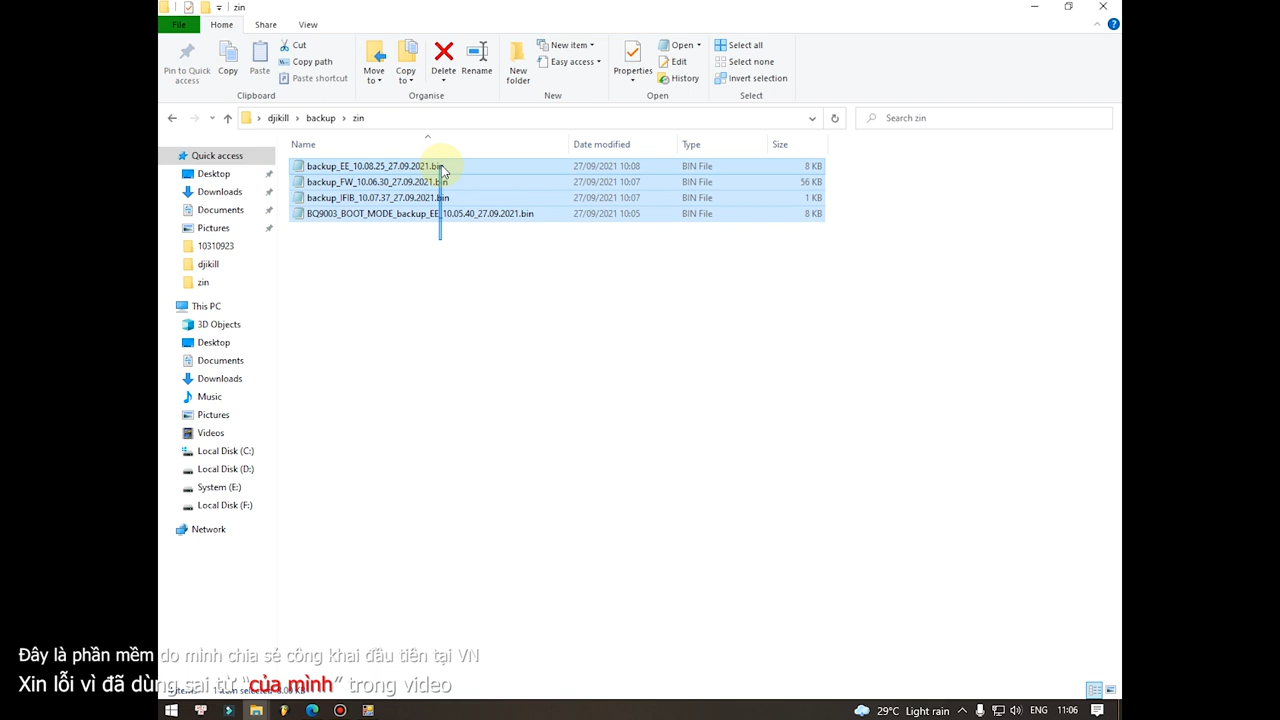 zin
File
Home
Share
View
Pin to Quick access
Copy
Paste
Cut
Copy path
Paste shortcut
Clipboard
Move to
Copy to
Delete
Rename
Organise
New folder
New item
Easy access
New
Properties
Open
Edit
History
Open
Select all
Select none
Invert selection
Select
djikill > backup > zin
Search zin
Name Date modified Type Size
backup_EE_10.08.25_27.09.2021.bin 27/09/2021 10:08 BIN File 8 KB
backup_FW_10.06.30_27.09.2021.bin 27/09/2021 10:07 BIN File 56 KB
backup_IFIB_10.07.37_27.09.2021.bin 27/09/2021 10:07 BIN File 1 KB
BQ9003_BOOT_MODE_backup_EE_10.05.40_27.09.2021.bin 27/09/2021 10:05 BIN File 8 KB
Quick access
Desktop
Downloads
Documents
Pictures
10310923
djikill
zin
This PC
3D Objects
Desktop
Documents
Downloads
Music
Pictures
Videos
Local Disk (C:)
Local Disk (D:)
System (E:)
Local Disk (F:)
Network
Đây là phần mềm do mình chia sẻ công khai đầu tiên tại VN
Xin lỗi vì đã dùng sai từ “của mình” trong video
29°C Light rain
ENG
11:06